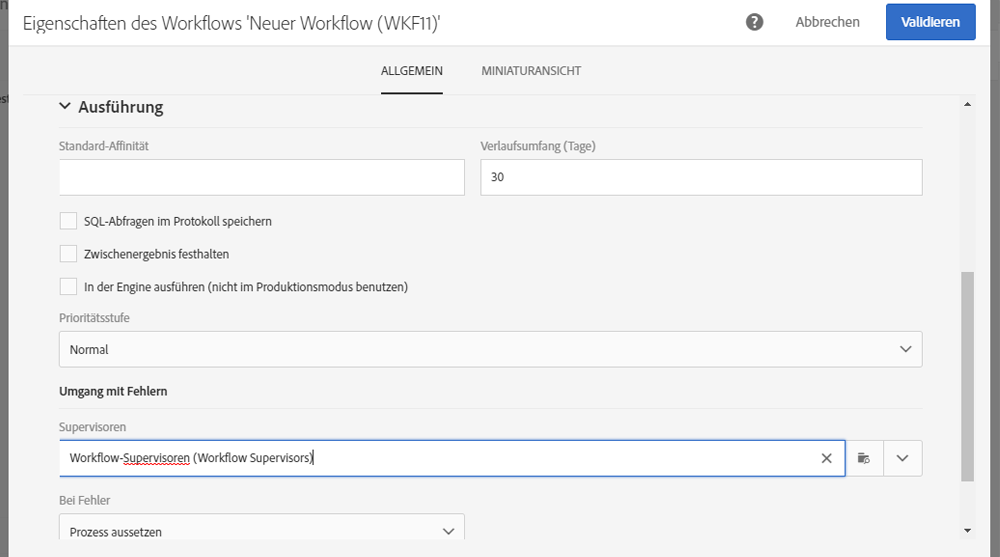 Eigenschaften des Workflows 'Neuer Workflow (WKF11)'
? Abbrechen Validieren
ALLGEMEIN MINIATURANSICHT
Ausführung
Standard-Affinität Verlaufsumfang (Tage)
30
SQL-Abfragen im Protokoll speichern
Zwischenergebnis festhalten
In der Engine ausführen (nicht im Produktionsmodus benutzen)
Prioritätsstufe
Normal
Umgang mit Fehlern
Supervisoren
Workflow-Supervisoren (Workflow Supervisors)
Bei Fehler
Prozess aussetzen